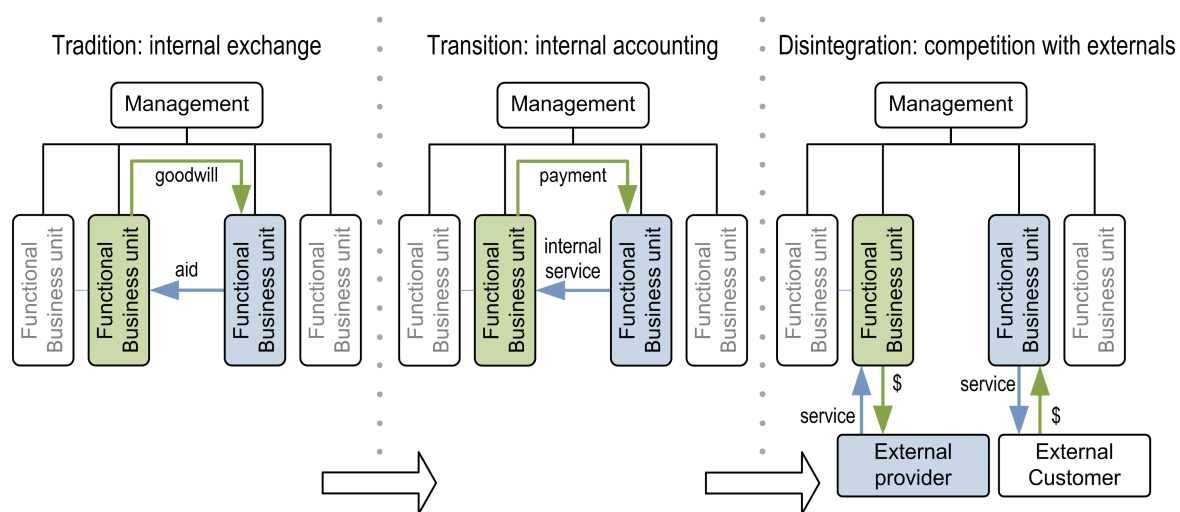 Tradition: internal exchange
Management
goodwill
aid
Functional
Business unit
Functional
Business unit
Functional
Business unit
Functional
Business unit
Transition: internal accounting
Management
payment
internal
service
Functional
Business unit
Functional
Business unit
Functional
Business unit
Functional
Business unit
Disintegration: competition with externals
Management
Functional
Business unit
Functional
Business unit
Functional
Business unit
Functional
Business unit
service
$
service
$
External
provider
External
Customer